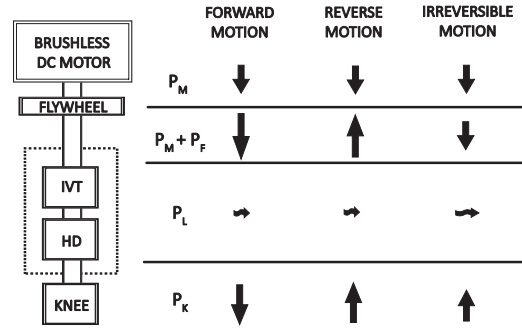 FORWARD MOTION
REVERSE MOTION
IRREVERSIBLE MOTION
BRUSHLESS
DC MOTOR
FLYWHEEL
IVT
HD
KNEE
P_M
P_M + P_F
P_L
P_K